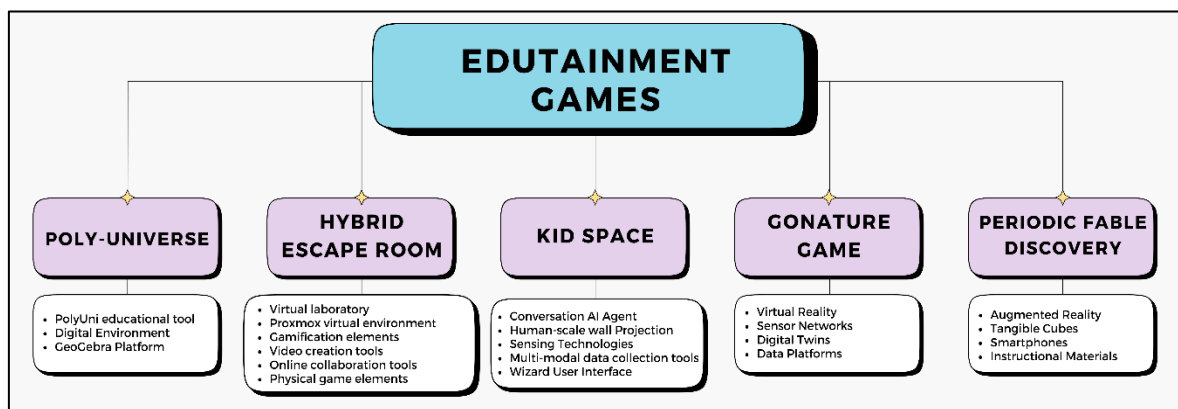 EDUTAINMENT
GAMES
POLY-UNIVERSE
PolyUni educational tool
Digital Environment
GeoGebra Platform
HYBRID
ESCAPE ROOM
Virtual laboratory
Proxmox virtual environment
Gamification elements
Video creation tools
Online collaboration tools
Physical game elements
KID SPACE
Conversation AI Agent
Human-scale wall Projection
Sensing Technologies
Multi-modal data collection tools
Wizard User Interface
GONATURE
GAME
Virtual Reality
Sensor Networks
Digital Twins
Data Platforms
PERIODIC FABLE
DISCOVERY
Augmented Reality
Tangible Cubes
Smartphones
Instructional Materials